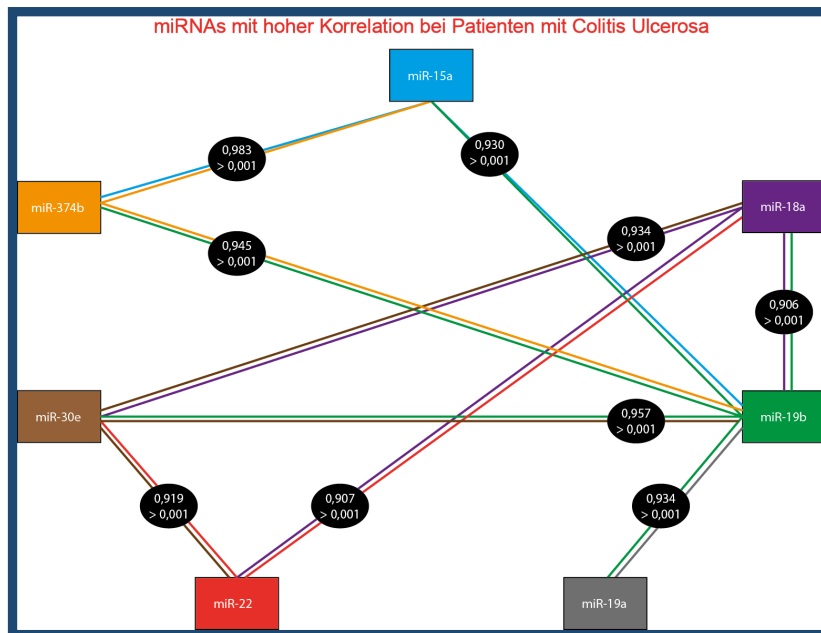 miRNAs mit hoher Korrelation bei Patienten mit Colitis Ulcerosa
miR-15a
0,983
> 0,001
0,930
> 0,001
miR-374b
miR-18a
0,945
> 0,001
0,934
> 0,001
0,906
> 0,001
miR-30e
0,957
> 0,001
miR-19b
0,919
> 0,001
0,907
> 0,001
0,934
> 0,001
miR-22
miR-19a